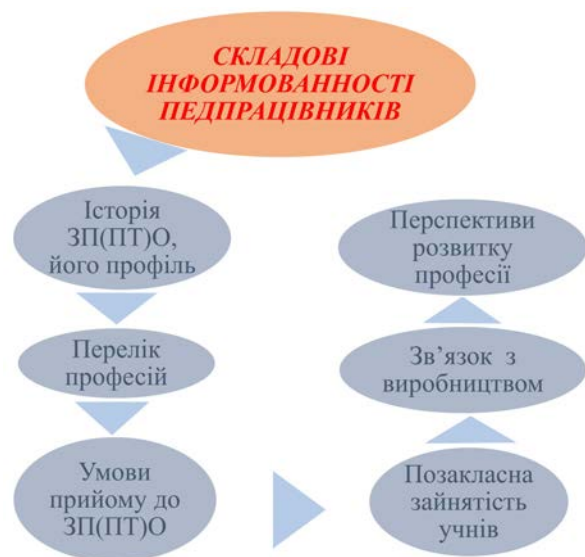 СКЛАДОВІ
ІНФОРМОВАННОСТІ
ПЕДПРАЦІВНИКІВ
Історія
ЗП(ПТ)О,
його профіль
Перелік
професій
Умови
прийому до
ЗП(ПТ)О
Позакласна
зайнятість
учнів
Зв’язок з
виробництвом
Перспективи
розвитку
професії